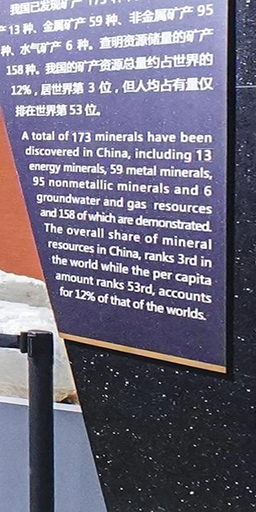 我国已发现矿产 173 种
产 13 种、金属矿产 59 种、非金属矿产 95
种、水气矿产 6 种。查明资源储量的矿产
158 种。我国的矿产资源总量约占世界的
12%，居世界第 3 位，但人均占有量仅
排在世界第 53 位。
A total of 173 minerals have been
discovered in China, including 13
energy minerals, 59 metal minerals,
95 nonmetallic minerals and 6
groundwater and gas resources
and 158 of which are demonstrated.
The overall share of mineral
resources in China, ranks 3rd in
the world while the per capita
amount ranks 53rd, accounts
for 12% of that of the worlds.